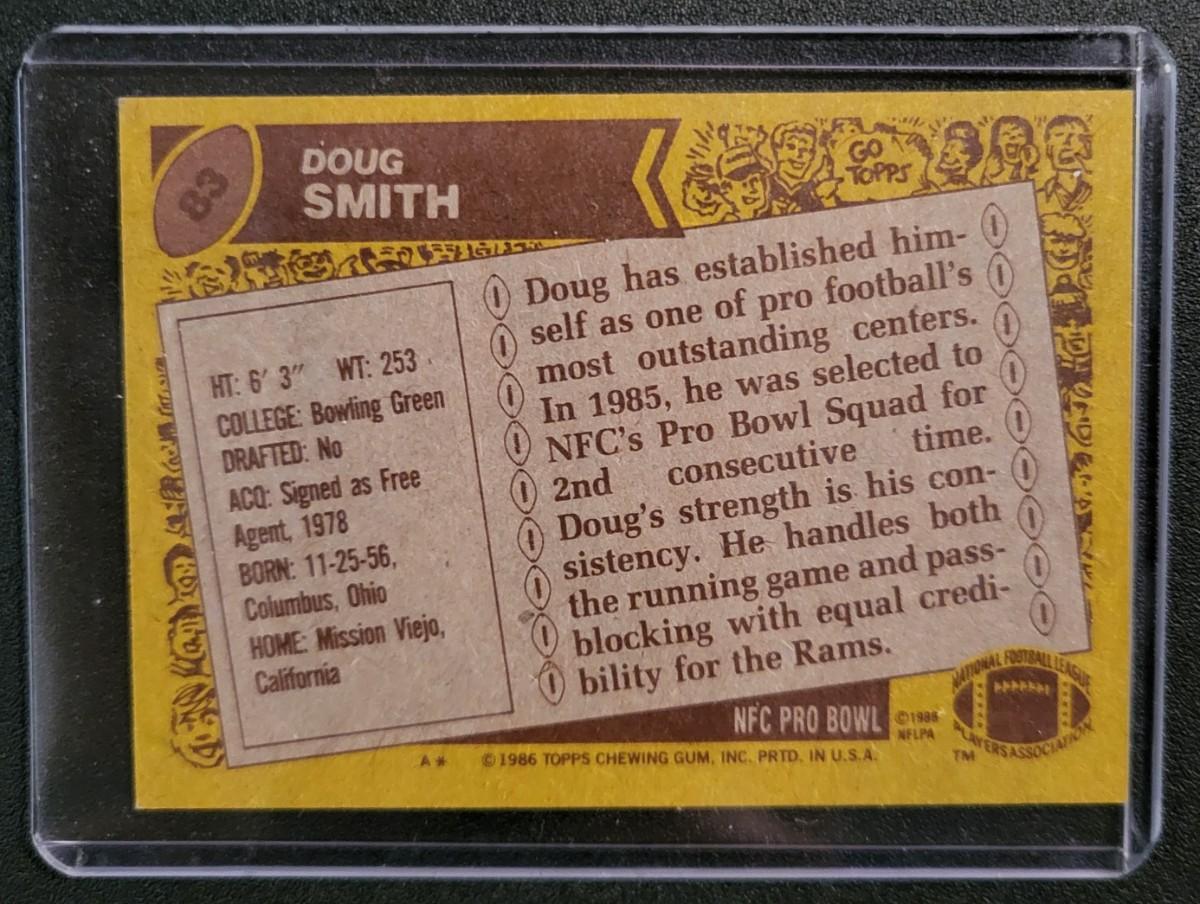 83
DOUG
SMITH
GO
TOPPS
HT: 6' 3" WT: 253
COLLEGE: Bowling Green
DRAFTED: No
ACQ: Signed as Free
Agent, 1978
BORN: 11-25-56,
Columbus, Ohio
HOME: Mission Viejo,
California
Doug has established him-
self as one of pro football's
most outstanding centers.
In 1985, he was selected to
NFC's Pro Bowl Squad for
2nd consecutive time.
Doug's strength is his con-
sistency. He handles both
the running game and pass-
blocking with equal credi-
bility for the Rams.
NFC PRO BOWL
©1986
NFLPA
NATIONAL FOOTBALL LEAGUE
PLAYERS ASSOCIATION
TM
A* ©1986 TOPPS CHEWING GUM, INC. PRTD. IN U.S.A.